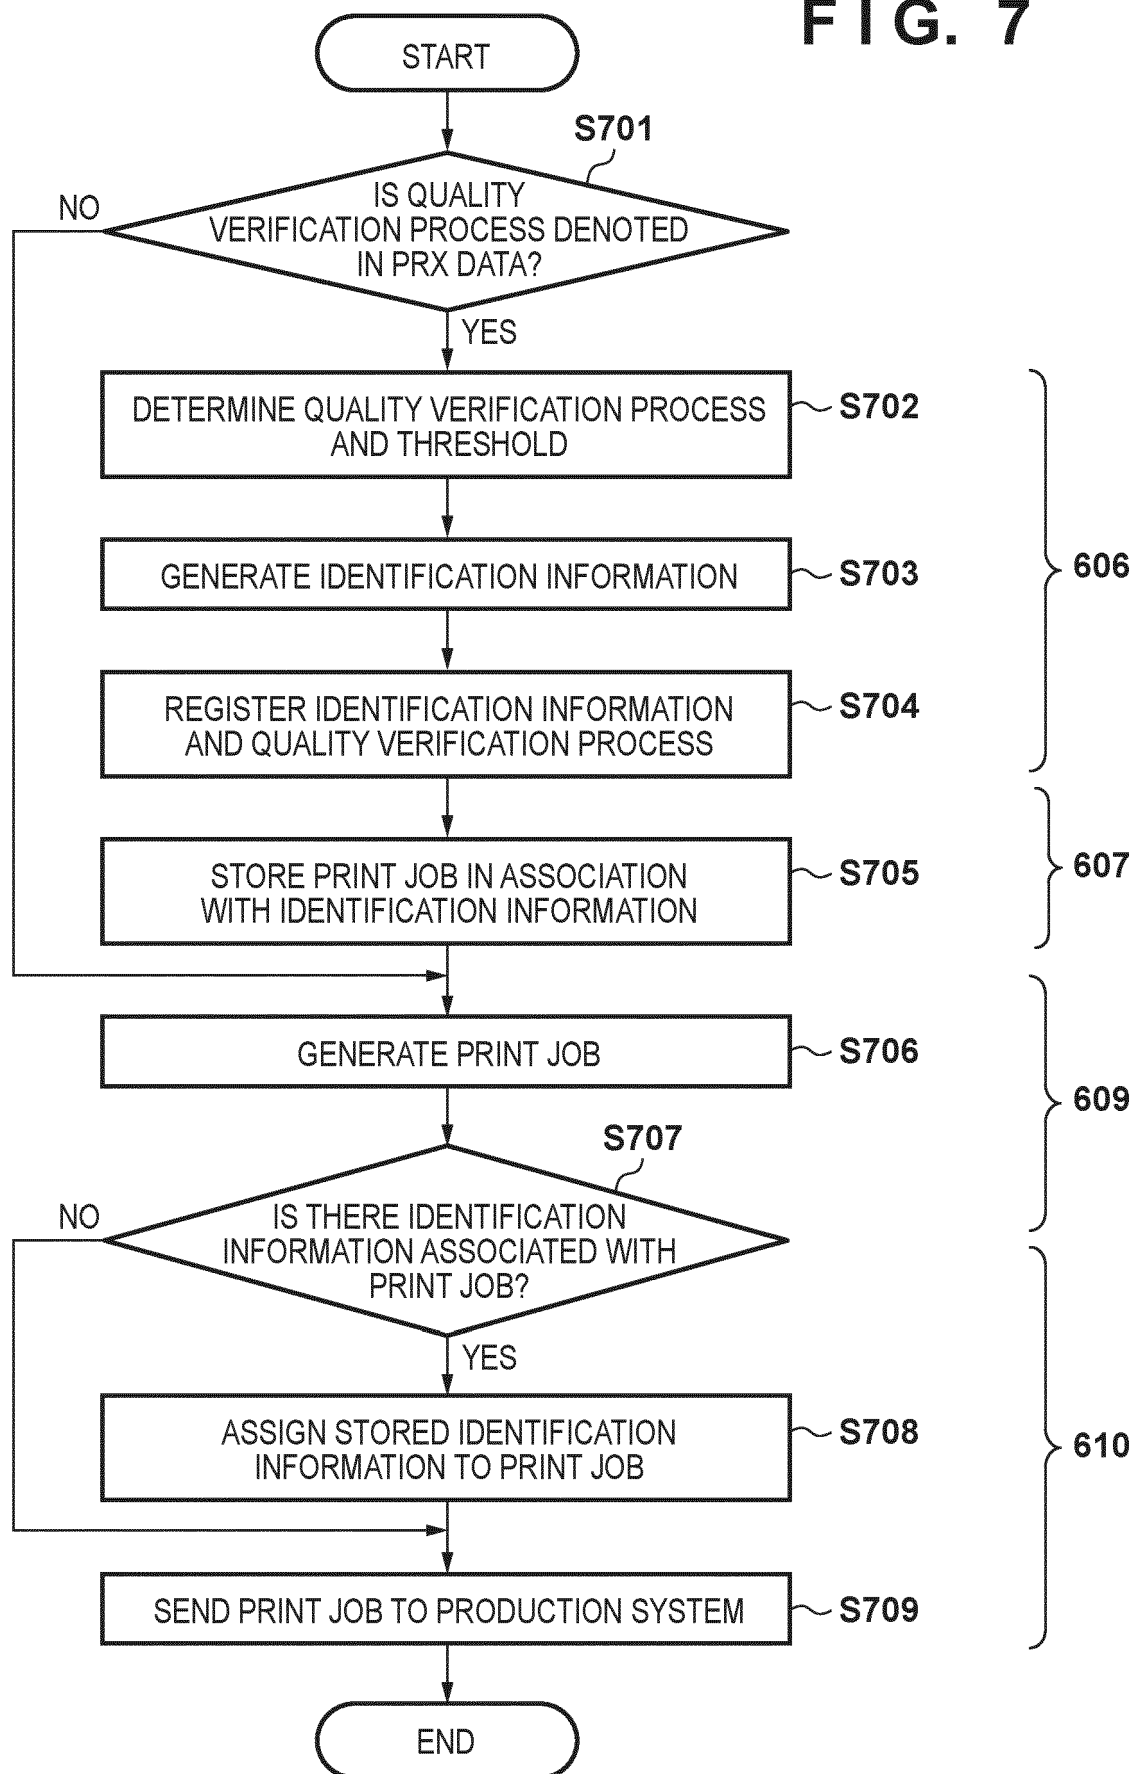 FIG. 7
START
S701
IS QUALITY
VERIFICATION PROCESS DENOTED
IN PRX DATA?
NO
YES
DETERMINE QUALITY VERIFICATION PROCESS
AND THRESHOLD
S702
GENERATE IDENTIFICATION INFORMATION
S703
606
REGISTER IDENTIFICATION INFORMATION
AND QUALITY VERIFICATION PROCESS
S704
STORE PRINT JOB IN ASSOCIATION
WITH IDENTIFICATION INFORMATION
S705
607
GENERATE PRINT JOB
S706
609
S707
IS THERE IDENTIFICATION
INFORMATION ASSOCIATED WITH
PRINT JOB?
NO
YES
ASSIGN STORED IDENTIFICATION
INFORMATION TO PRINT JOB
S708
610
SEND PRINT JOB TO PRODUCTION SYSTEM
S709
END